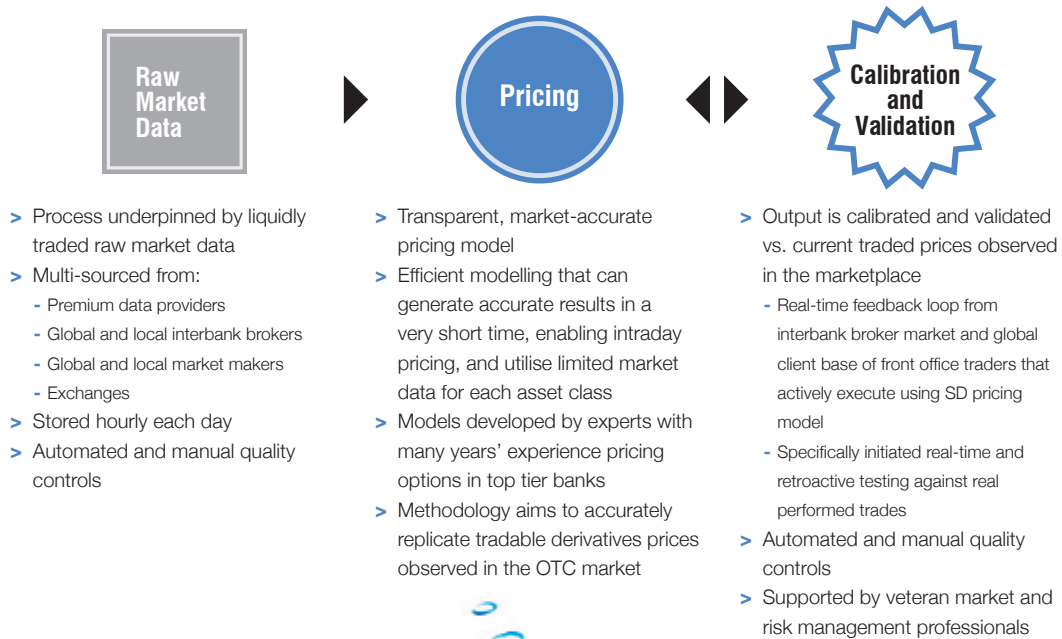 Raw
Market
Data
Pricing
Calibration
and
Validation
> Process underpinned by liquidly
traded raw market data
> Multi-sourced from:
- Premium data providers
- Global and local interbank brokers
- Global and local market makers
- Exchanges
> Stored hourly each day
> Automated and manual quality
controls
> Transparent, market-accurate
pricing model
> Efficient modelling that can
generate accurate results in a
very short time, enabling intraday
pricing, and utilise limited market
data for each asset class
> Models developed by experts with
many years’ experience pricing
options in top tier banks
> Methodology aims to accurately
replicate tradable derivatives prices
observed in the OTC market
> Output is calibrated and validated
vs. current traded prices observed
in the marketplace
- Real-time feedback loop from
interbank broker market and global
client base of front office traders that
actively execute using SD pricing
model
- Specifically initiated real-time and
retroactive testing against real
performed trades
> Automated and manual quality
controls
> Supported by veteran market and
risk management professionals